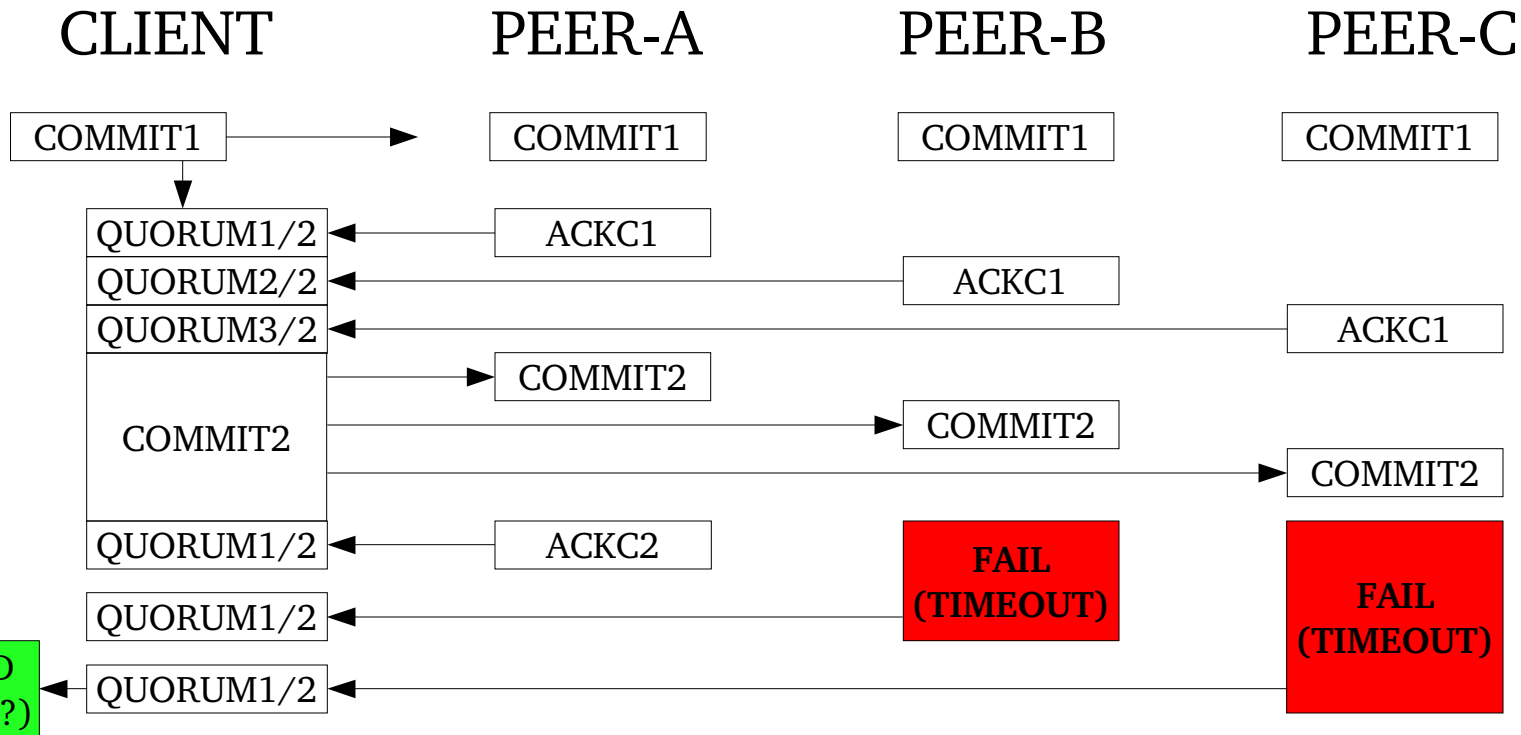 CLIENT PEER-A PEER-B PEER-C
COMMIT1 COMMIT1 COMMIT1 COMMIT1
QUORUM1/2 ACKC1
QUORUM2/2 ACKC1
QUORUM3/2 ACKC1
COMMIT2
COMMIT2
COMMIT2
COMMIT2
QUORUM1/2 ACKC2
FAIL
(TIMEOUT)
FAIL
(TIMEOUT)
QUORUM1/2
QUORUM1/2
?)